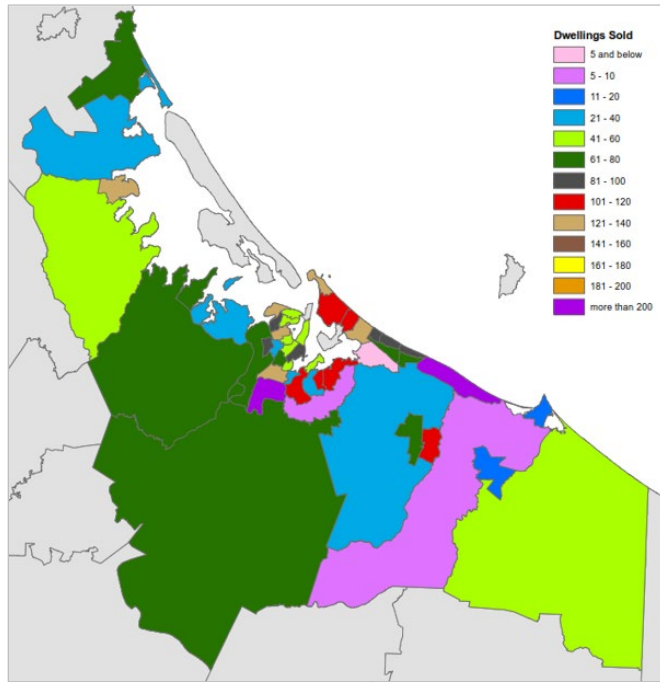 Dwellings Sold
5 and below
5 - 10
11 - 20
21 - 40
41 - 60
61 - 80
81 - 100
101 - 120
121 - 140
141 - 160
161 - 180
181 - 200
more than 200